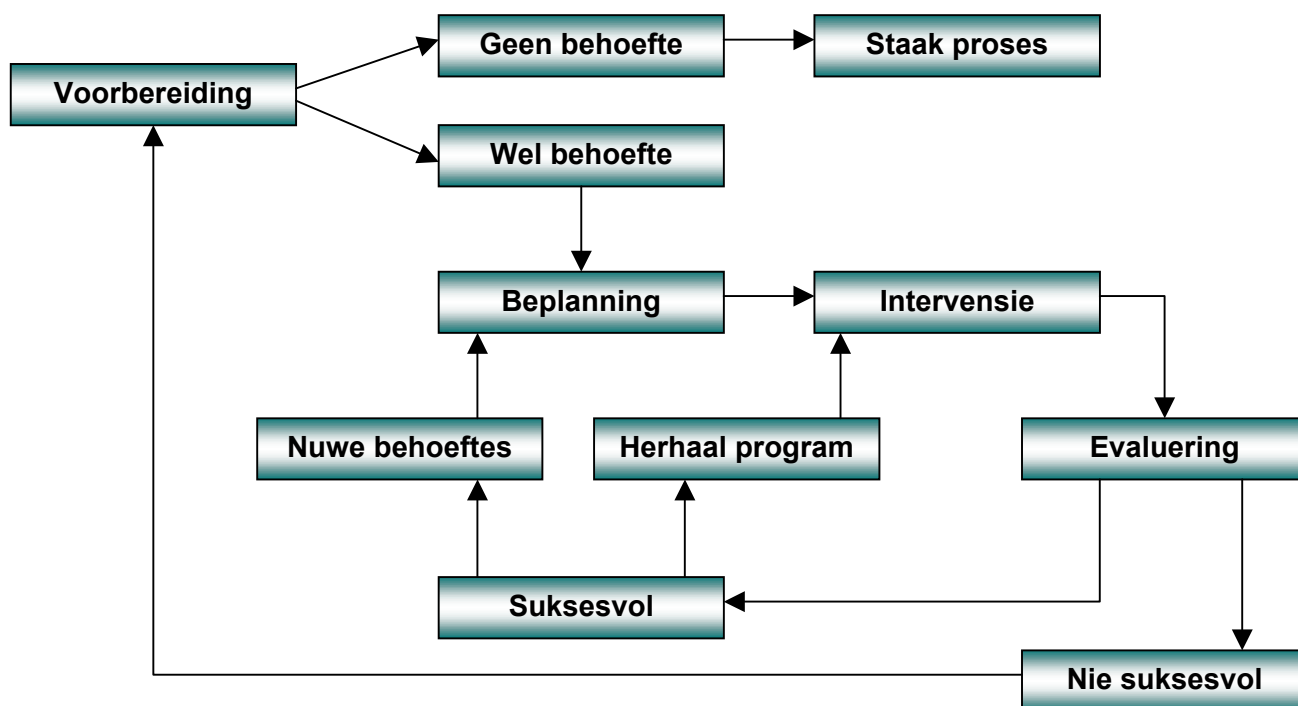 Geen behoefte
Staak proses
Voorbereiding
Wel behoefte
Beplanning
Intervensie
Nuwe behoeftes
Herhaal program
Evaluering
Suksesvol
Nie suksesvol